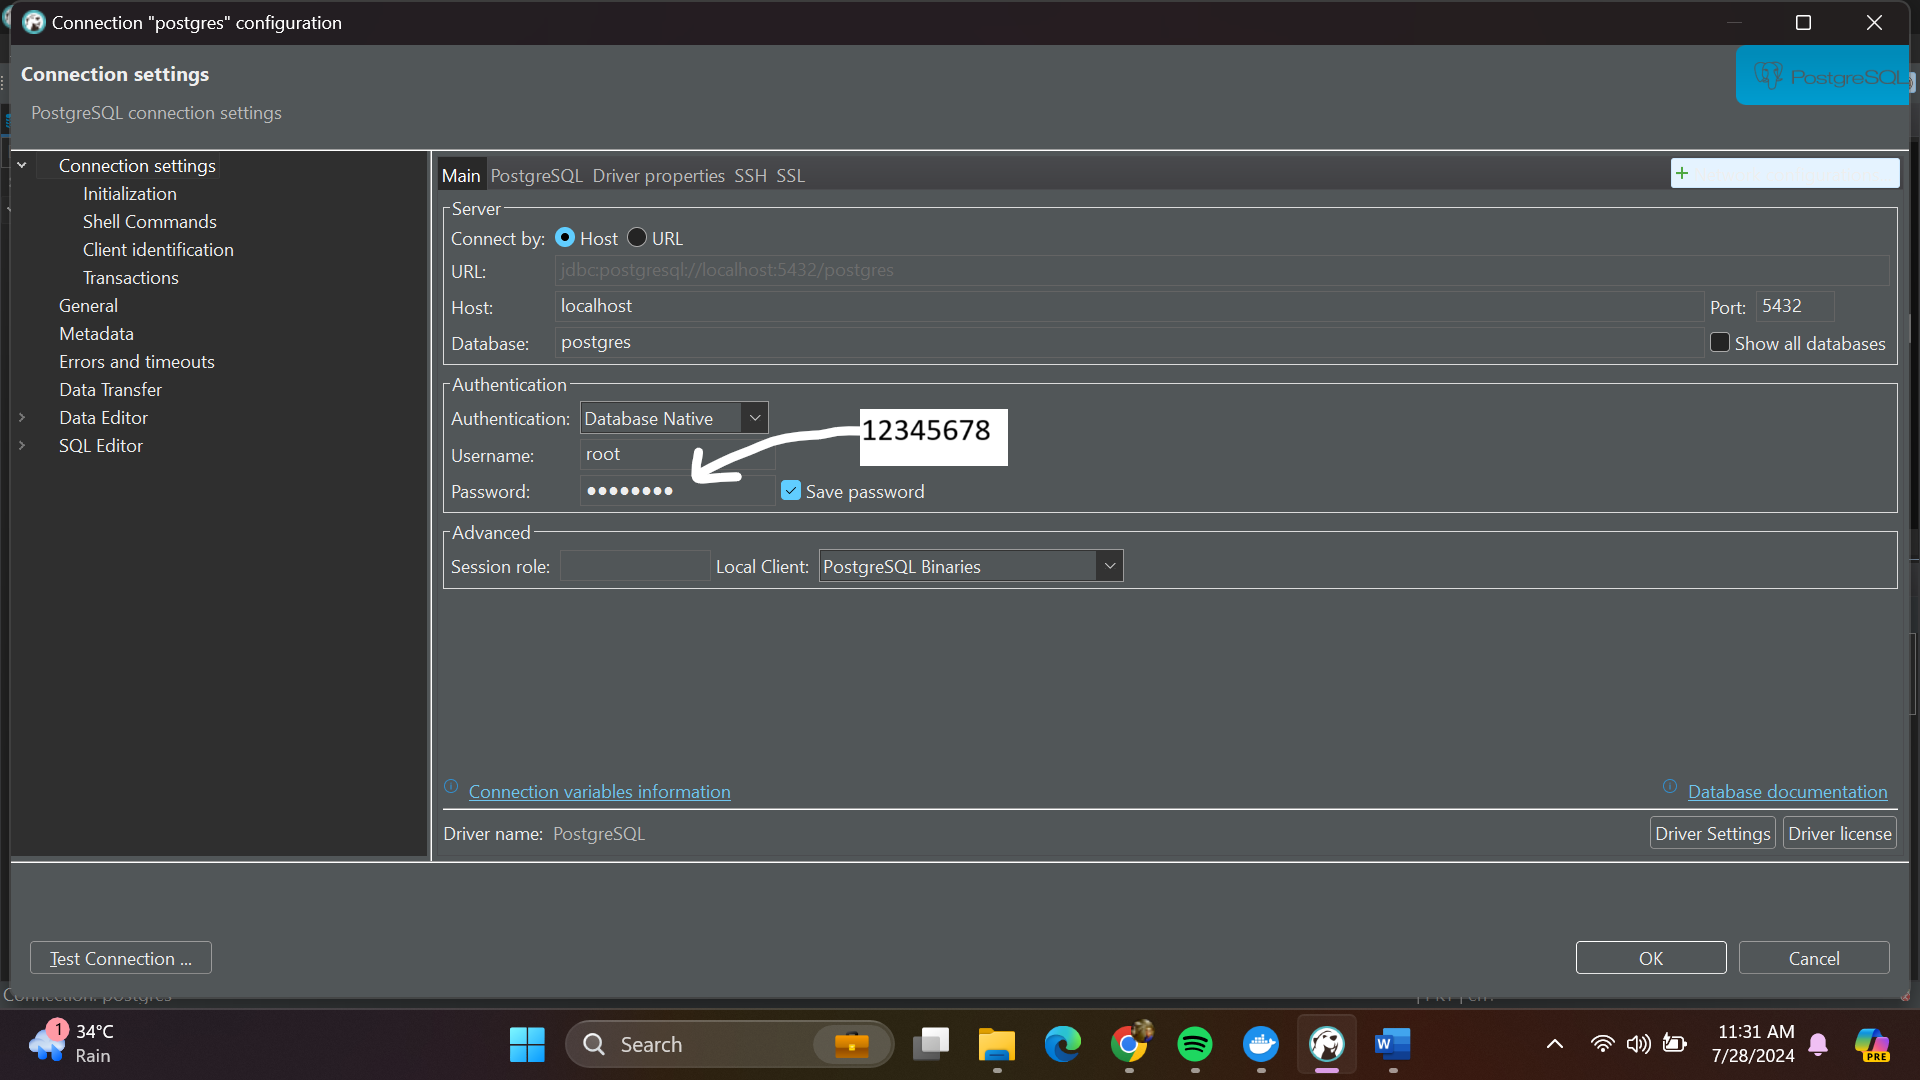 Connection "postgres" configuration
Connection settings
PostgreSQL connection settings
PostgreSQL
Connection settings
Initialization
Shell Commands
Client identification
Transactions
General
Metadata
Errors and timeouts
Data Transfer
Data Editor
SQL Editor
Main PostgreSQL Driver properties SSH SSL
Server
Connect by: Host URL
URL: jdbc:postgresql://localhost:5432/postgres
Host: localhost Port: 5432
Database: postgres Show all databases
Authentication
Authentication: Database Native
12345678
Username: root
Password: •••••••• Save password
Advanced
Session role: Local Client: PostgreSQL Binaries
Connection variables information Database documentation
Driver name: PostgreSQL Driver Settings Driver license
Test Connection ... OK Cancel
Connection: postgres
1 34°C
Rain
Search
W
11:31 AM
7/28/2024
PRE